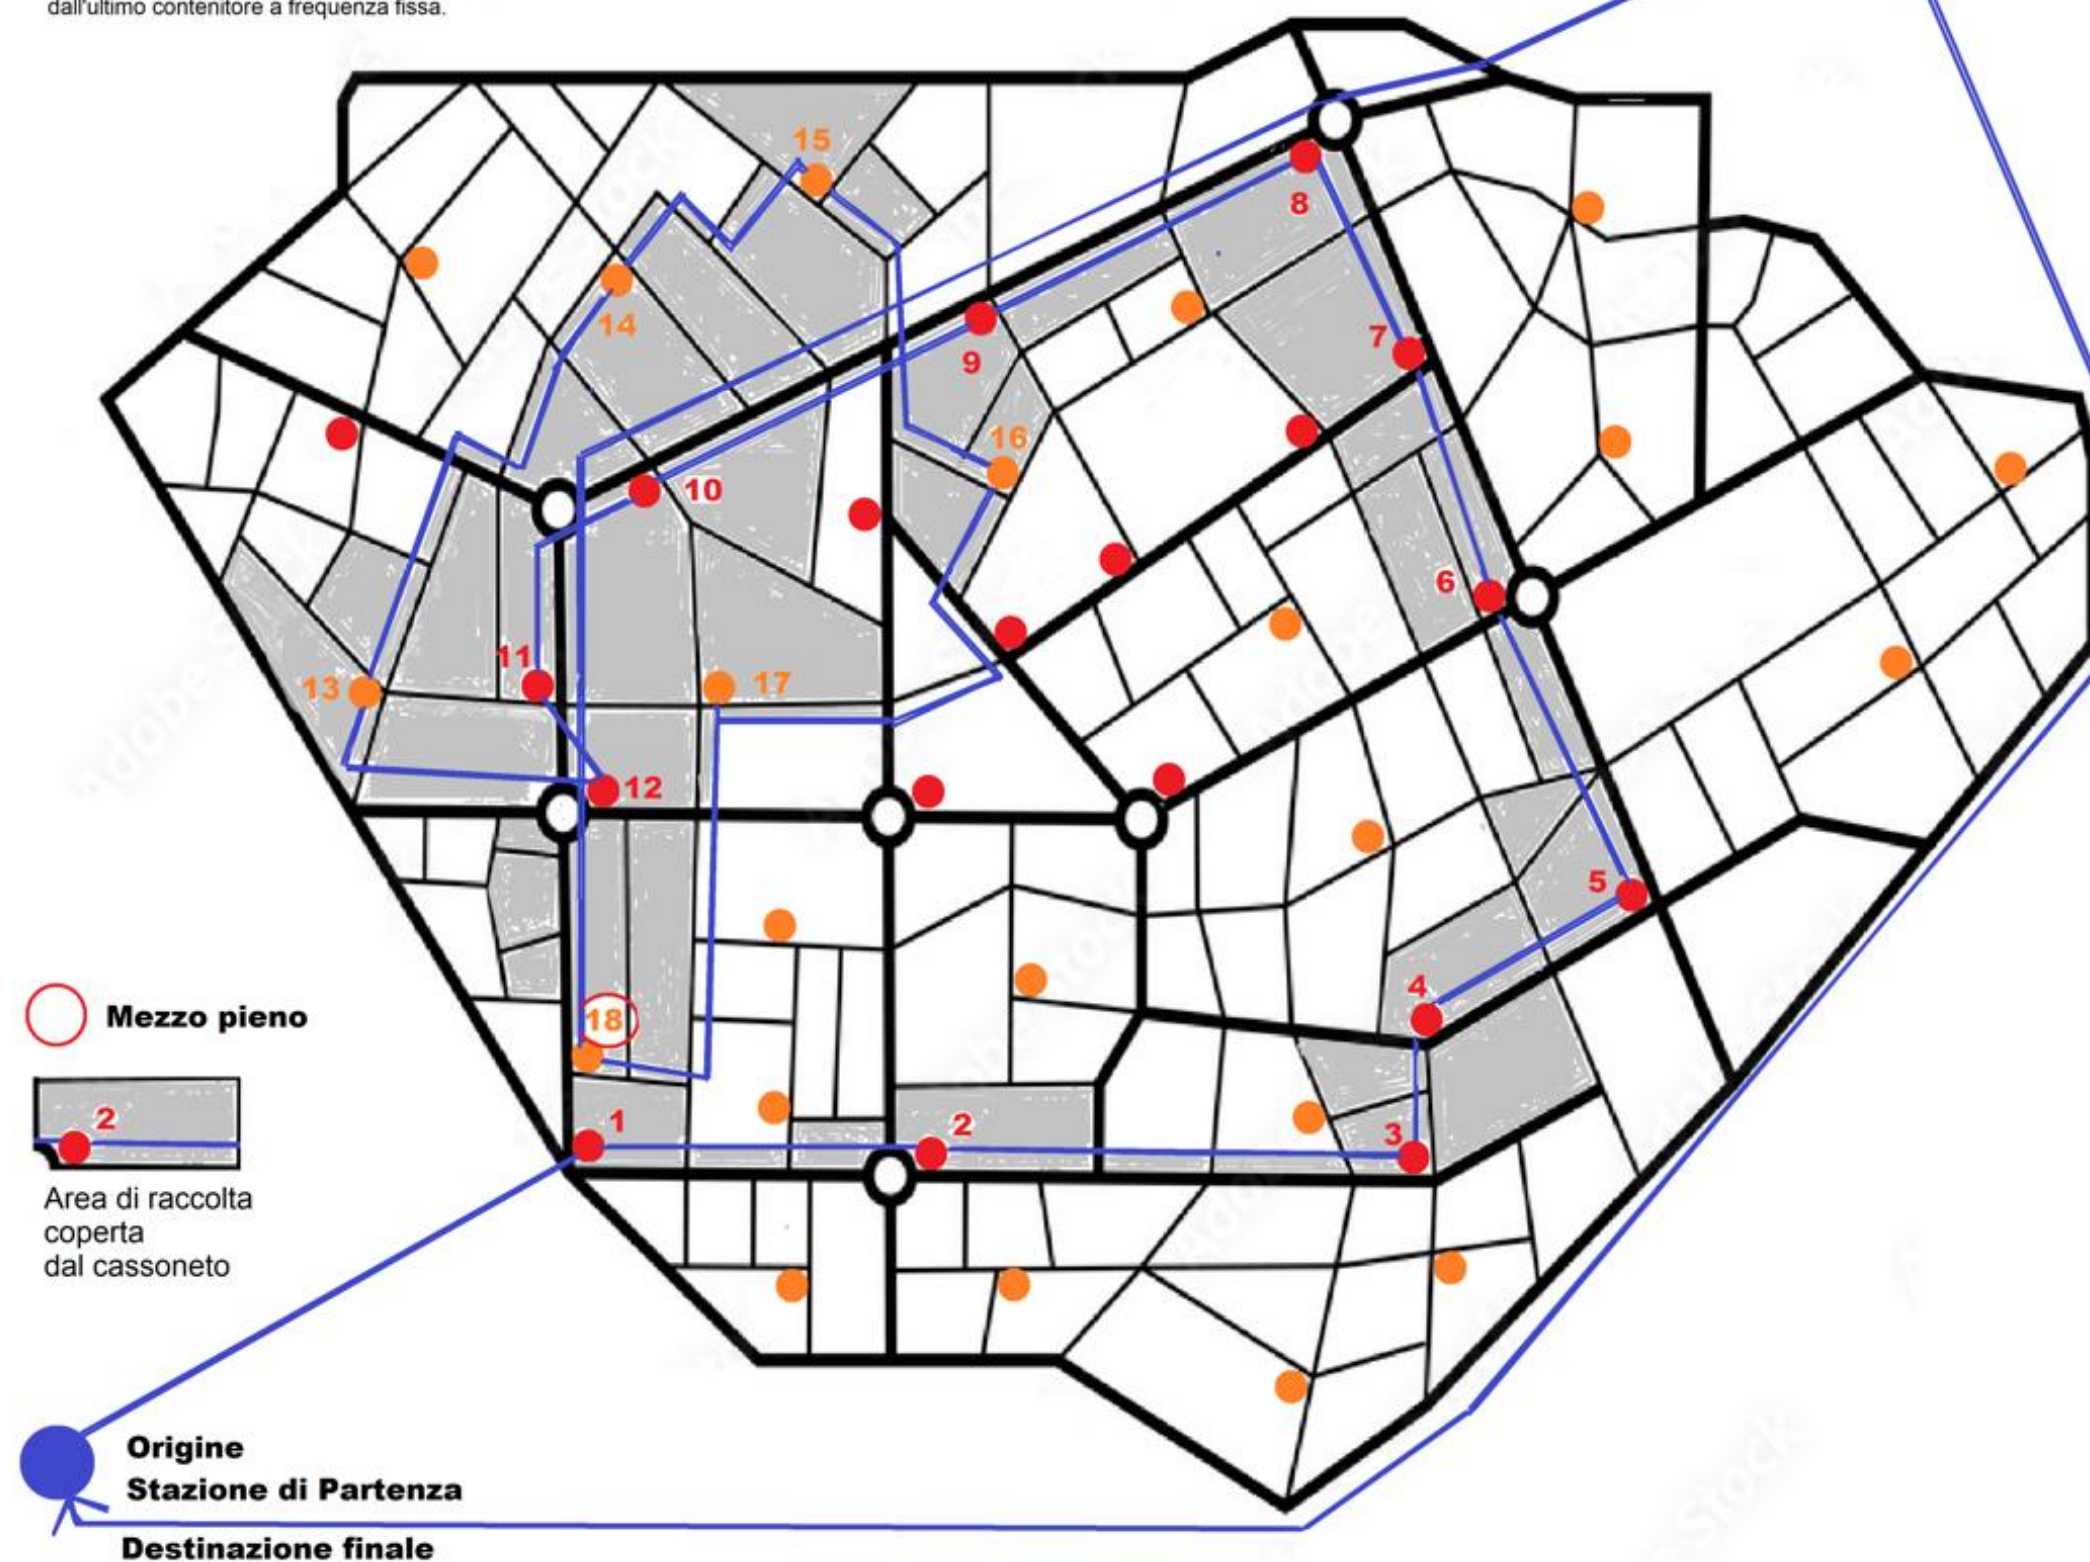 dall'ultimo contenitore a frequenza fissa.
15
8
14
7
9
16
10
6
11
13
17
12
5
4
18
Mezzo pieno
1
2
3
2
Area di raccolta
coperta
dal cassoneto
Origine
Stazione di Partenza
Destinazione finale